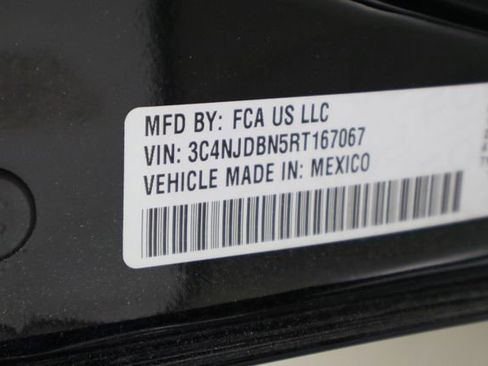 MFD BY: FCA US LLC
VIN: 3C4NJDBN5RT167067
VEHICLE MADE IN: MEXICO